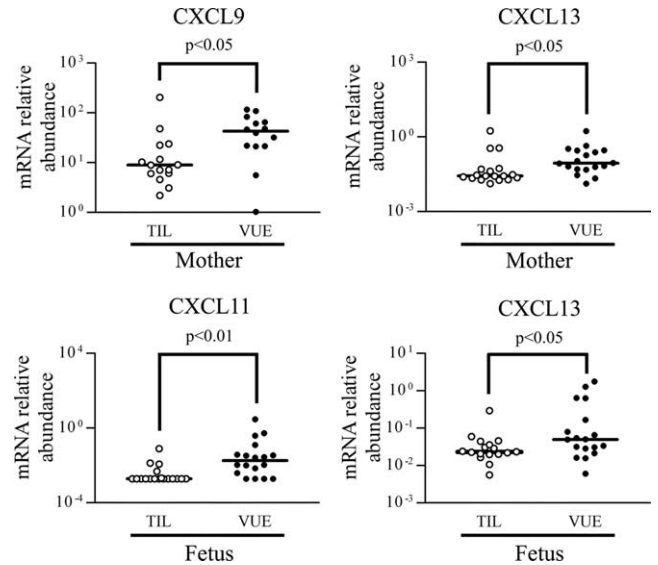 CXCL9
p<0.05
mRNA relative
abundance
10³
10²
10¹
10⁰
TIL VUE
Mother
CXCL13
p<0.05
mRNA relative
abundance
10³
10⁰
10⁻³
TIL VUE
Mother
CXCL11
p<0.01
mRNA relative
abundance
10⁴
10⁰
10⁻⁴
TIL VUE
Fetus
CXCL13
p<0.05
mRNA relative
abundance
10¹
10⁰
10⁻¹
10⁻²
10⁻³
TIL VUE
Fetus